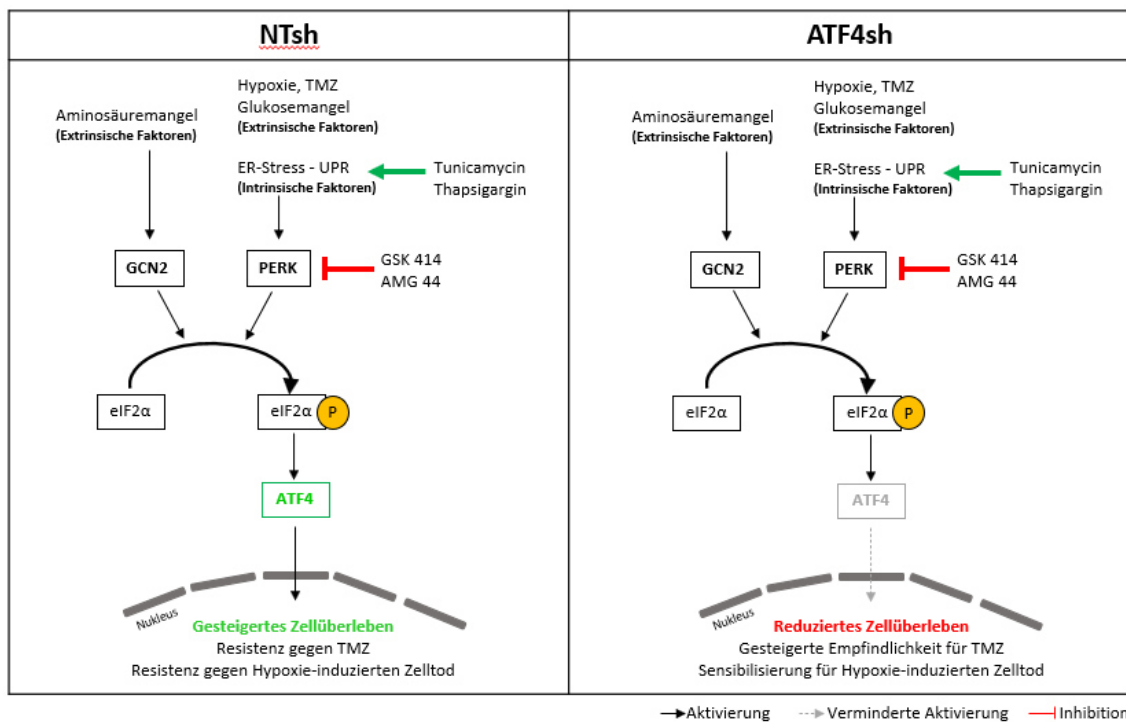 NTsh
Hypoxie, TMZ
Glukosemangel
(Extrinsische Faktoren)
Aminosäuremangel
(Extrinsische Faktoren)
ER-Stress - UPR
(Intrinsische Faktoren)
Tunicamycin
Thapsigargin
GCN2
PERK
GSK 414
AMG 44
eIF2α
eIF2α
P
ATF4
Nukleus
Gesteigertes Zellüberleben
Resistenz gegen TMZ
Resistenz gegen Hypoxie-induzierten Zelltod
ATF4sh
Hypoxie, TMZ
Glukosemangel
(Extrinsische Faktoren)
Aminosäuremangel
(Extrinsische Faktoren)
ER-Stress - UPR
(Intrinsische Faktoren)
Tunicamycin
Thapsigargin
GCN2
PERK
GSK 414
AMG 44
eIF2α
eIF2α
P
ATF4
Nukleus
Reduziertes Zellüberleben
Gesteigerte Empfindlichkeit für TMZ
Sensibilisierung für Hypoxie-induzierten Zelltod
Aktivierung
Verminderte Aktivierung
Inhibition